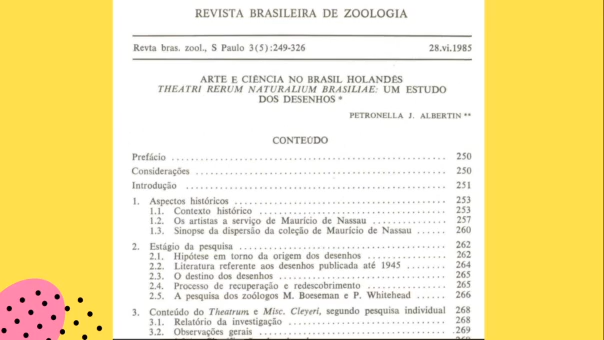 REVISTA BRASILEIRA DE ZOOLOGIA
Revta bras. zool., S Paulo 3(5):249-326 28.vi.1985
ARTE E CIÊNCIA NO BRASIL HOLANDÊS
THEATRI RERUM NATURALIUM BRASILIAE: UM ESTUDO
DOS DESENHOS *
PETRONELLA J. ALBERTIN **
CONTEÚDO
Prefácio 250
Considerações 250
Introdução 251
1. Aspectos históricos 253
1.1. Contexto histórico 253
1.2. Os artistas a serviço de Maurício de Nassau 257
1.3. Sinopse da dispersão da coleção de Maurício de Nassau 260
2. Estágio da pesquisa 262
2.1. Hipótese em torno da origem dos desenhos 262
2.2. Literatura referente aos desenhos publicada até 1945 264
2.3. O destino dos desenhos 265
2.4. Processo de recuperação e redescobrimento 265
2.5. A pesquisa dos zoólogos M. Boeseman e P. Whitehead 266
3. Conteúdo do Theatrum e Misc. Cleyeri, segundo pesquisa individual 268
3.1. Relatório da investigação 268
3.2. Observações gerais 269